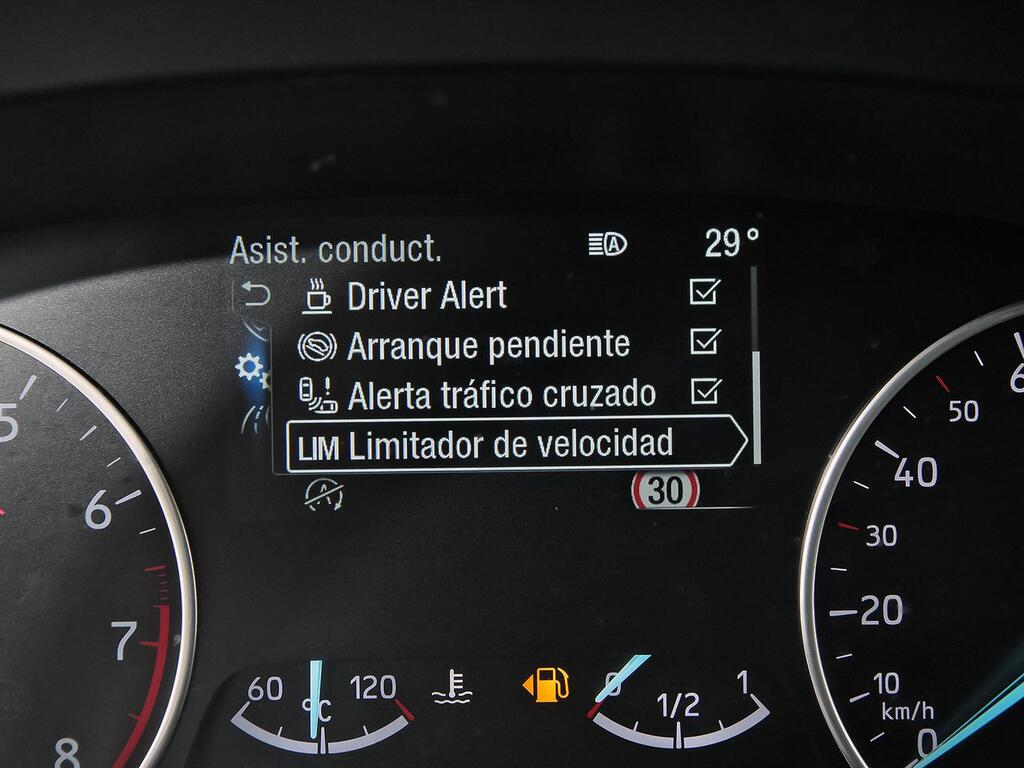 Asist. conduct. A 29°
Driver Alert
Arranque pendiente
Alerta tráfico cruzado
LIM Limitador de velocidad
A 30
5
6
7
8
60 °C 120
0 1/2 1
6
50
40
30
20
10
km/h
0